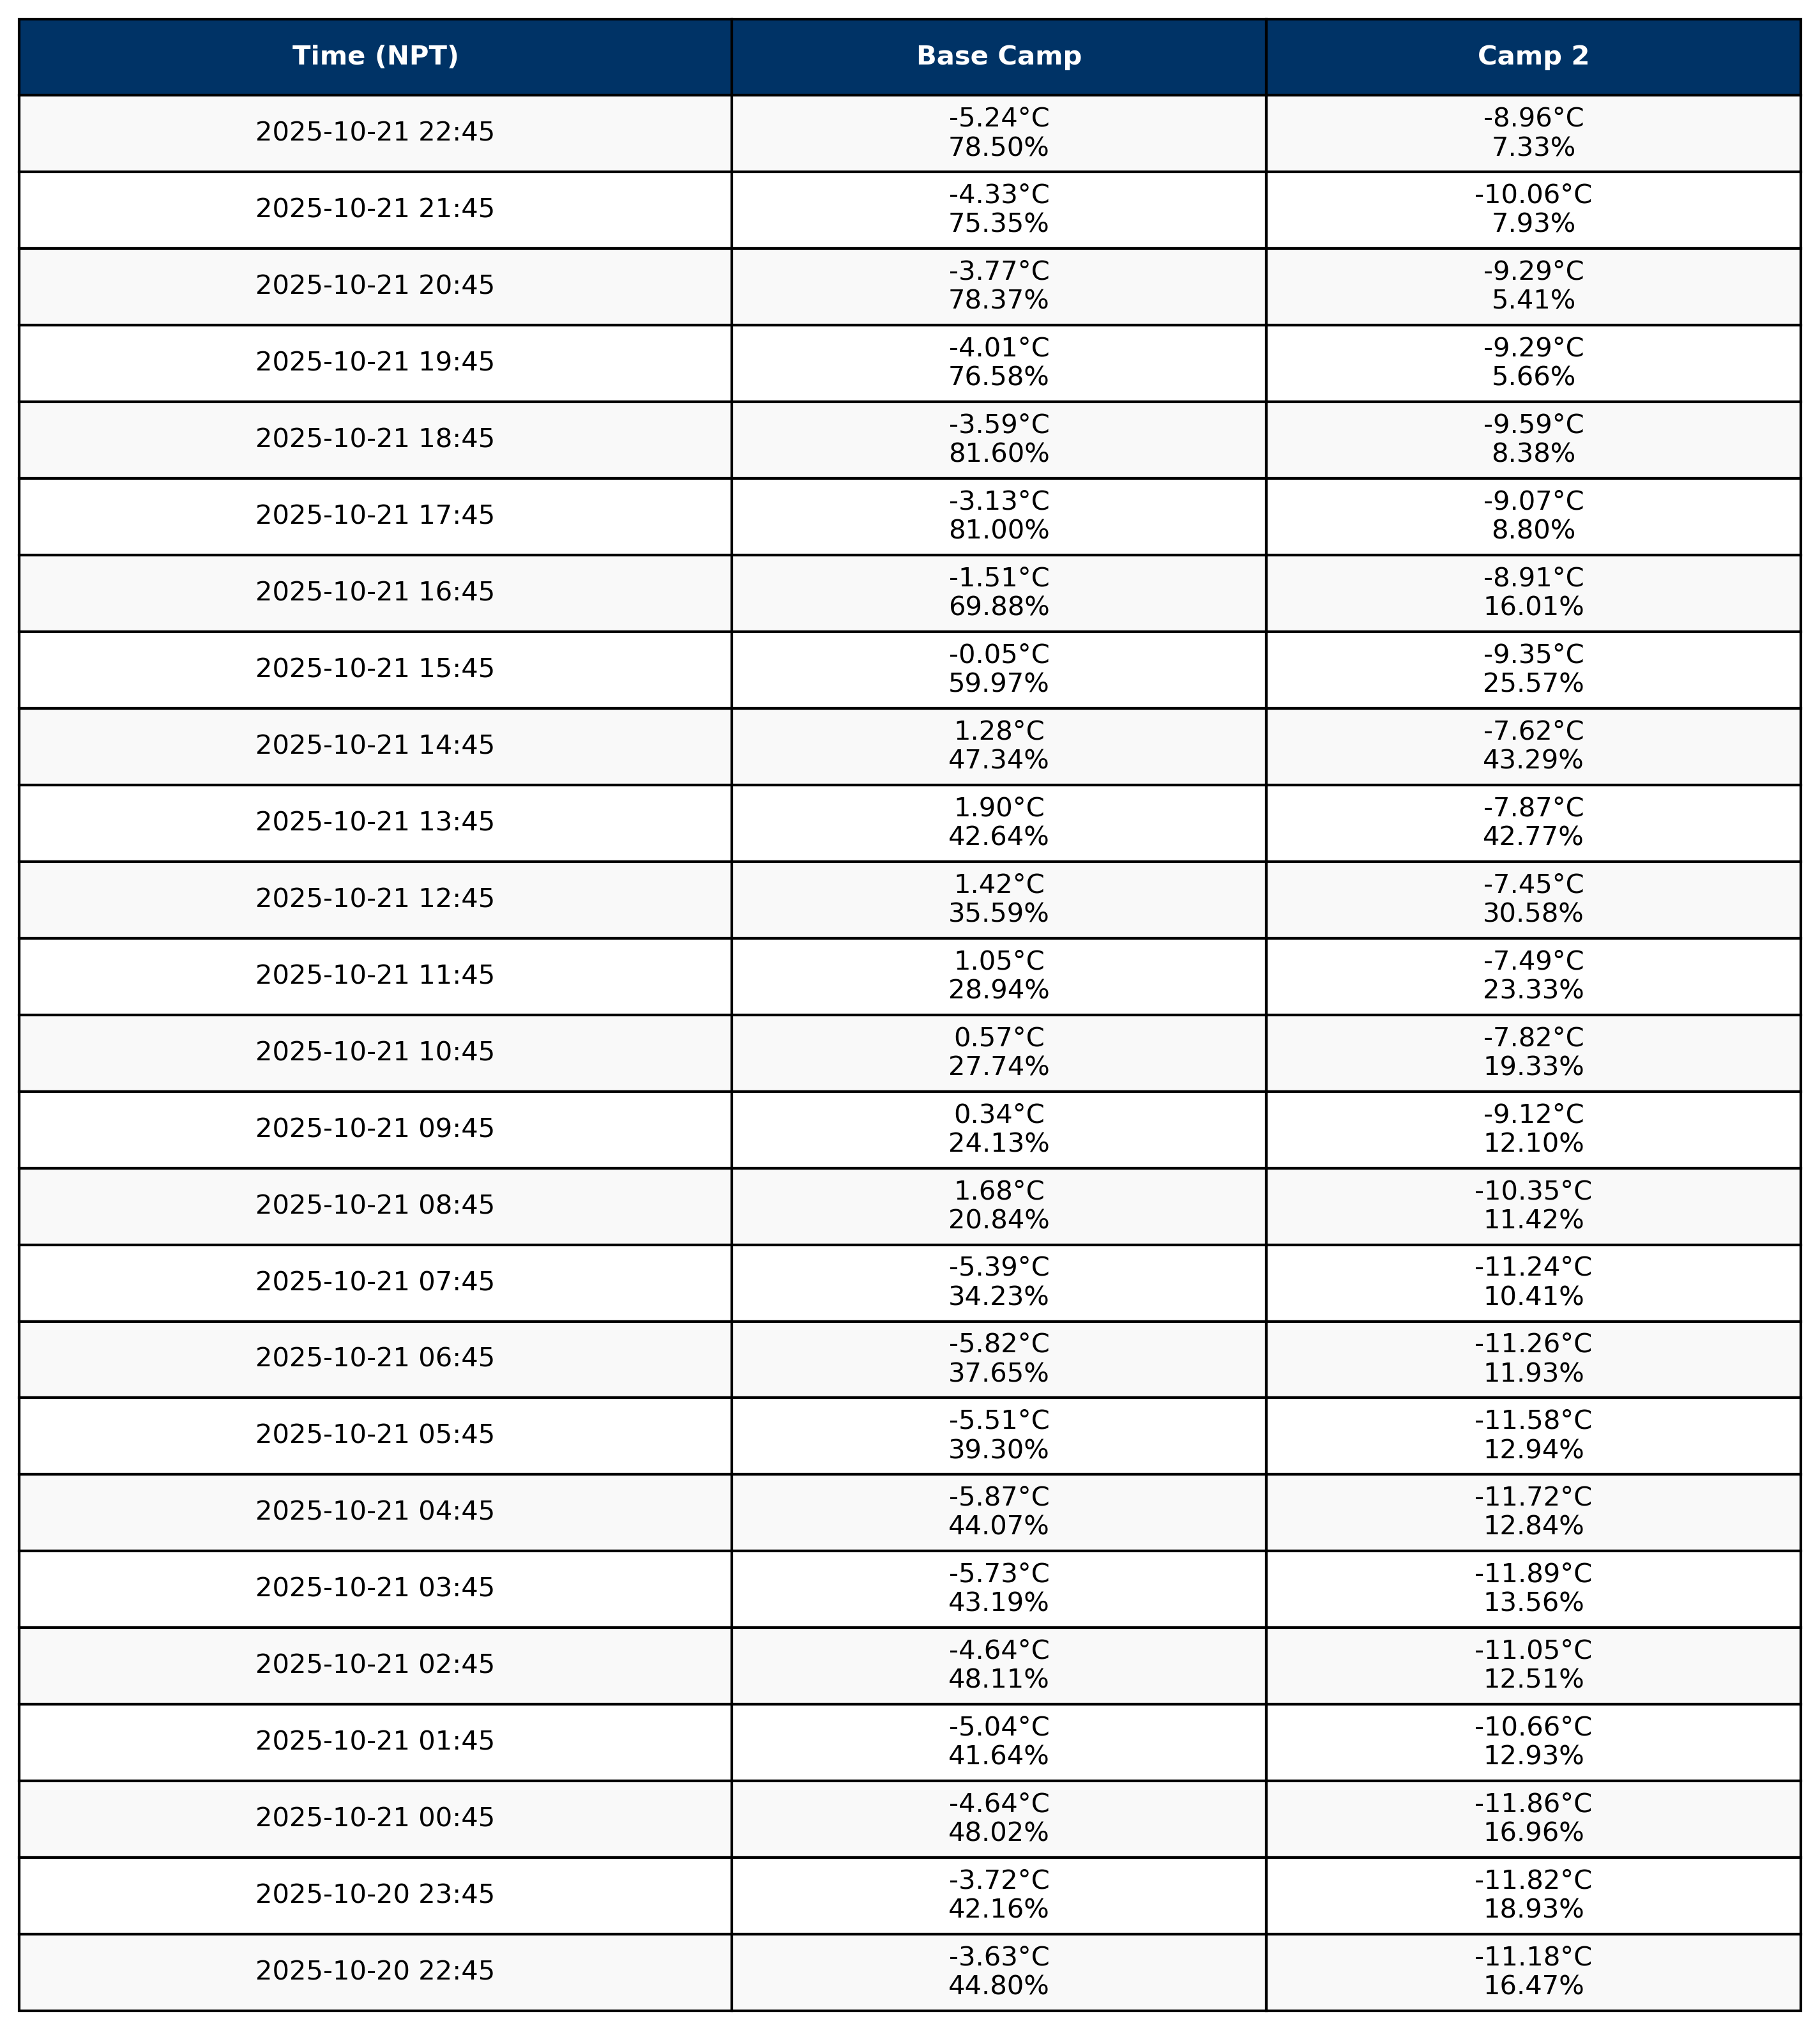 Time (NPT) Base Camp Camp 2
2025-10-21 22:45 -5.24°C 78.50% -8.96°C 7.33%
2025-10-21 21:45 -4.33°C 75.35% -10.06°C 7.93%
2025-10-21 20:45 -3.77°C 78.37% -9.29°C 5.41%
2025-10-21 19:45 -4.01°C 76.58% -9.29°C 5.66%
2025-10-21 18:45 -3.59°C 81.60% -9.59°C 8.38%
2025-10-21 17:45 -3.13°C 81.00% -9.07°C 8.80%
2025-10-21 16:45 -1.51°C 69.88% -8.91°C 16.01%
2025-10-21 15:45 -0.05°C 59.97% -9.35°C 25.57%
2025-10-21 14:45 1.28°C 47.34% -7.62°C 43.29%
2025-10-21 13:45 1.90°C 42.64% -7.87°C 42.77%
2025-10-21 12:45 1.42°C 35.59% -7.45°C 30.58%
2025-10-21 11:45 1.05°C 28.94% -7.49°C 23.33%
2025-10-21 10:45 0.57°C 27.74% -7.82°C 19.33%
2025-10-21 09:45 0.34°C 24.13% -9.12°C 12.10%
2025-10-21 08:45 1.68°C 20.84% -10.35°C 11.42%
2025-10-21 07:45 -5.39°C 34.23% -11.24°C 10.41%
2025-10-21 06:45 -5.82°C 37.65% -11.26°C 11.93%
2025-10-21 05:45 -5.51°C 39.30% -11.58°C 12.94%
2025-10-21 04:45 -5.87°C 44.07% -11.72°C 12.84%
2025-10-21 03:45 -5.73°C 43.19% -11.89°C 13.56%
2025-10-21 02:45 -4.64°C 48.11% -11.05°C 12.51%
2025-10-21 01:45 -5.04°C 41.64% -10.66°C 12.93%
2025-10-21 00:45 -4.64°C 48.02% -11.86°C 16.96%
2025-10-20 23:45 -3.72°C 42.16% -11.82°C 18.93%
2025-10-20 22:45 -3.63°C 44.80% -11.18°C 16.47%